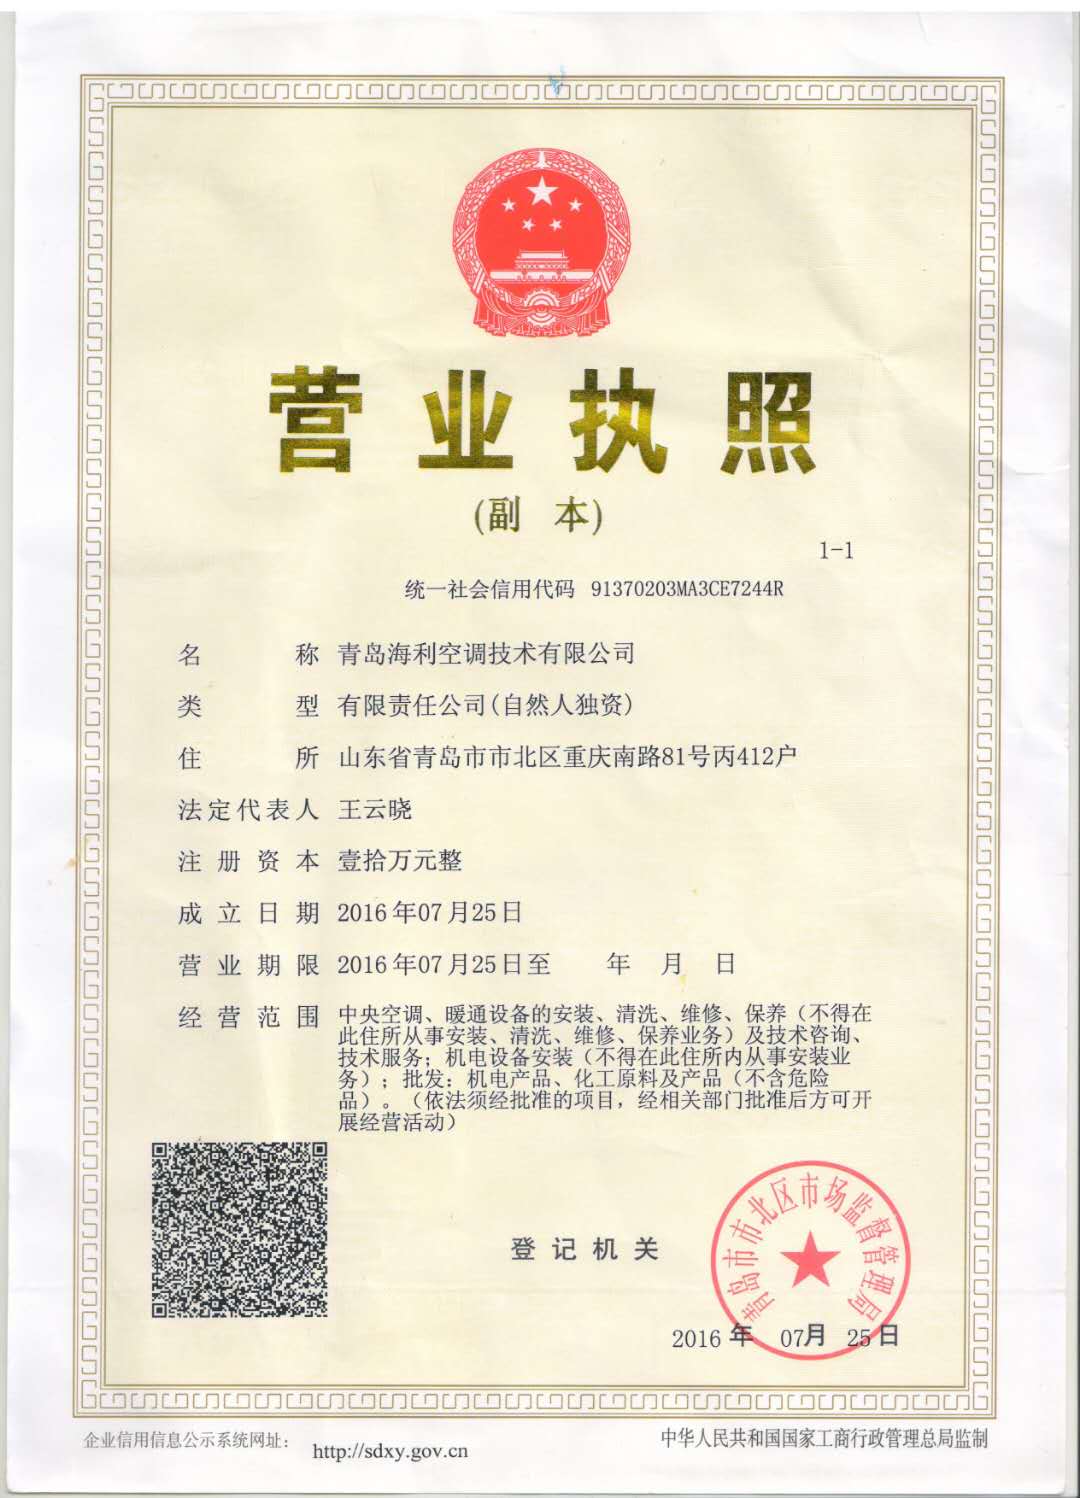 营业执照
(副 本)
1-1
统一社会信用代码 91370203MA3CE7244R
名称 青岛海利空调技术有限公司
类型 有限责任公司(自然人独资)
住所 山东省青岛市市北区重庆南路81号丙412户
法定代表人 王云晓
注册资本 壹拾万元整
成立日期 2016年07月25日
营业期限 2016年07月25日至 年 月 日
经营范围 中央空调、暖通设备的安装、清洗、维修、保养（不得在
此住所从事安装、清洗、维修、保养业务）及技术咨询、
技术服务；机电设备安装（不得在此住所内从事安装业
务）；批发：机电产品、化工原料及产品（不含危险
品）。（依法须经批准的项目，经相关部门批准后方可开
展经营活动）
登记机关
青岛市市北区市场监督管理局
2016 年 07月 25日
企业信用信息公示系统网址： http://sdxy.gov.cn
中华人民共和国国家工商行政管理总局监制